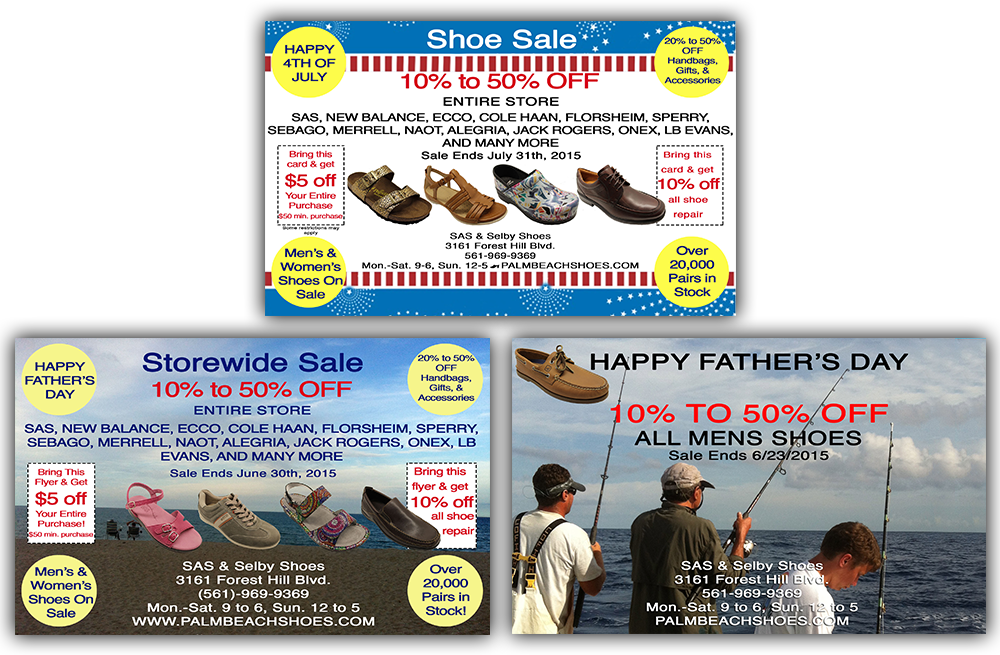 HAPPY
4TH OF
JULY
Shoe Sale
20% to 50%
OFF
Handbags,
Gifts, &
Accessories
10% to 50% OFF
ENTIRE STORE
SAS, NEW BALANCE, ECCO, COLE HAAN, FLORSHEIM, SPERRY,
SEBAGO, MERRELL, NAOT, ALEGRIA, JACK ROGERS, ONEX, LB EVANS,
AND MANY MORE
Sale Ends July 31th, 2015
Bring this
card & get
$5 off
Your Entire
Purchase
$50 min. purchase
Some restrictions may
apply
Bring this
card & get
10% off
all shoe
repair
SAS & Selby Shoes
3161 Forest Hill Blvd.
561-969-9369
Mon.-Sat. 9-6, Sun. 12-5 PALMBEACHSHOES.COM
Men's &
Women's
Shoes On
Sale
Over
20,000
Pairs in
Stock
HAPPY
FATHER'S
DAY
Storewide Sale
20% to 50%
OFF
Handbags,
Gifts, &
Accessories
10% to 50% OFF
ENTIRE STORE
SAS, NEW BALANCE, ECCO, COLE HAAN, FLORSHEIM, SPERRY,
SEBAGO, MERRELL, NAOT, ALEGRIA, JACK ROGERS, ONEX, LB
EVANS, AND MANY MORE
Sale Ends June 30th, 2015
Bring This
Flyer & Get
$5 off
Your Entire
Purchase!
$50 min. purchase
Bring this
flyer & get
10% off
all shoe
repair
Men's &
Women's
Shoes On
Sale
SAS & Selby Shoes
3161 Forest Hill Blvd.
(561)-969-9369
Mon.-Sat. 9 to 6, Sun. 12 to 5
WWW.PALMBEACHSHOES.COM
Over
20,000
Pairs in
Stock!
HAPPY FATHER'S DAY
10% TO 50% OFF
ALL MENS SHOES
Sale Ends 6/23/2015
SAS & Selby Shoes
3161 Forest Hill Blvd.
561-969-9369
Mon.-Sat. 9 to 6, Sun. 12 to 5
PALMBEACHSHOES.COM